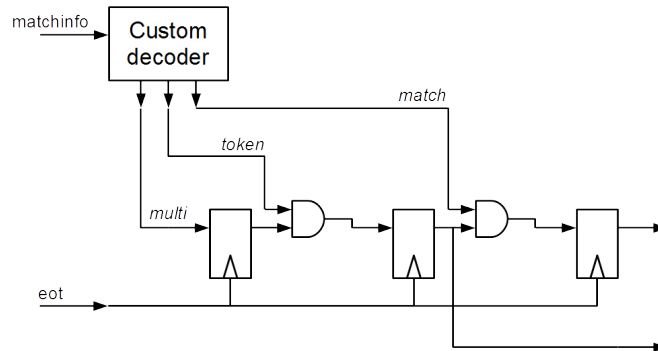 matchinfo
Custom
decoder
match
token
multi
eot